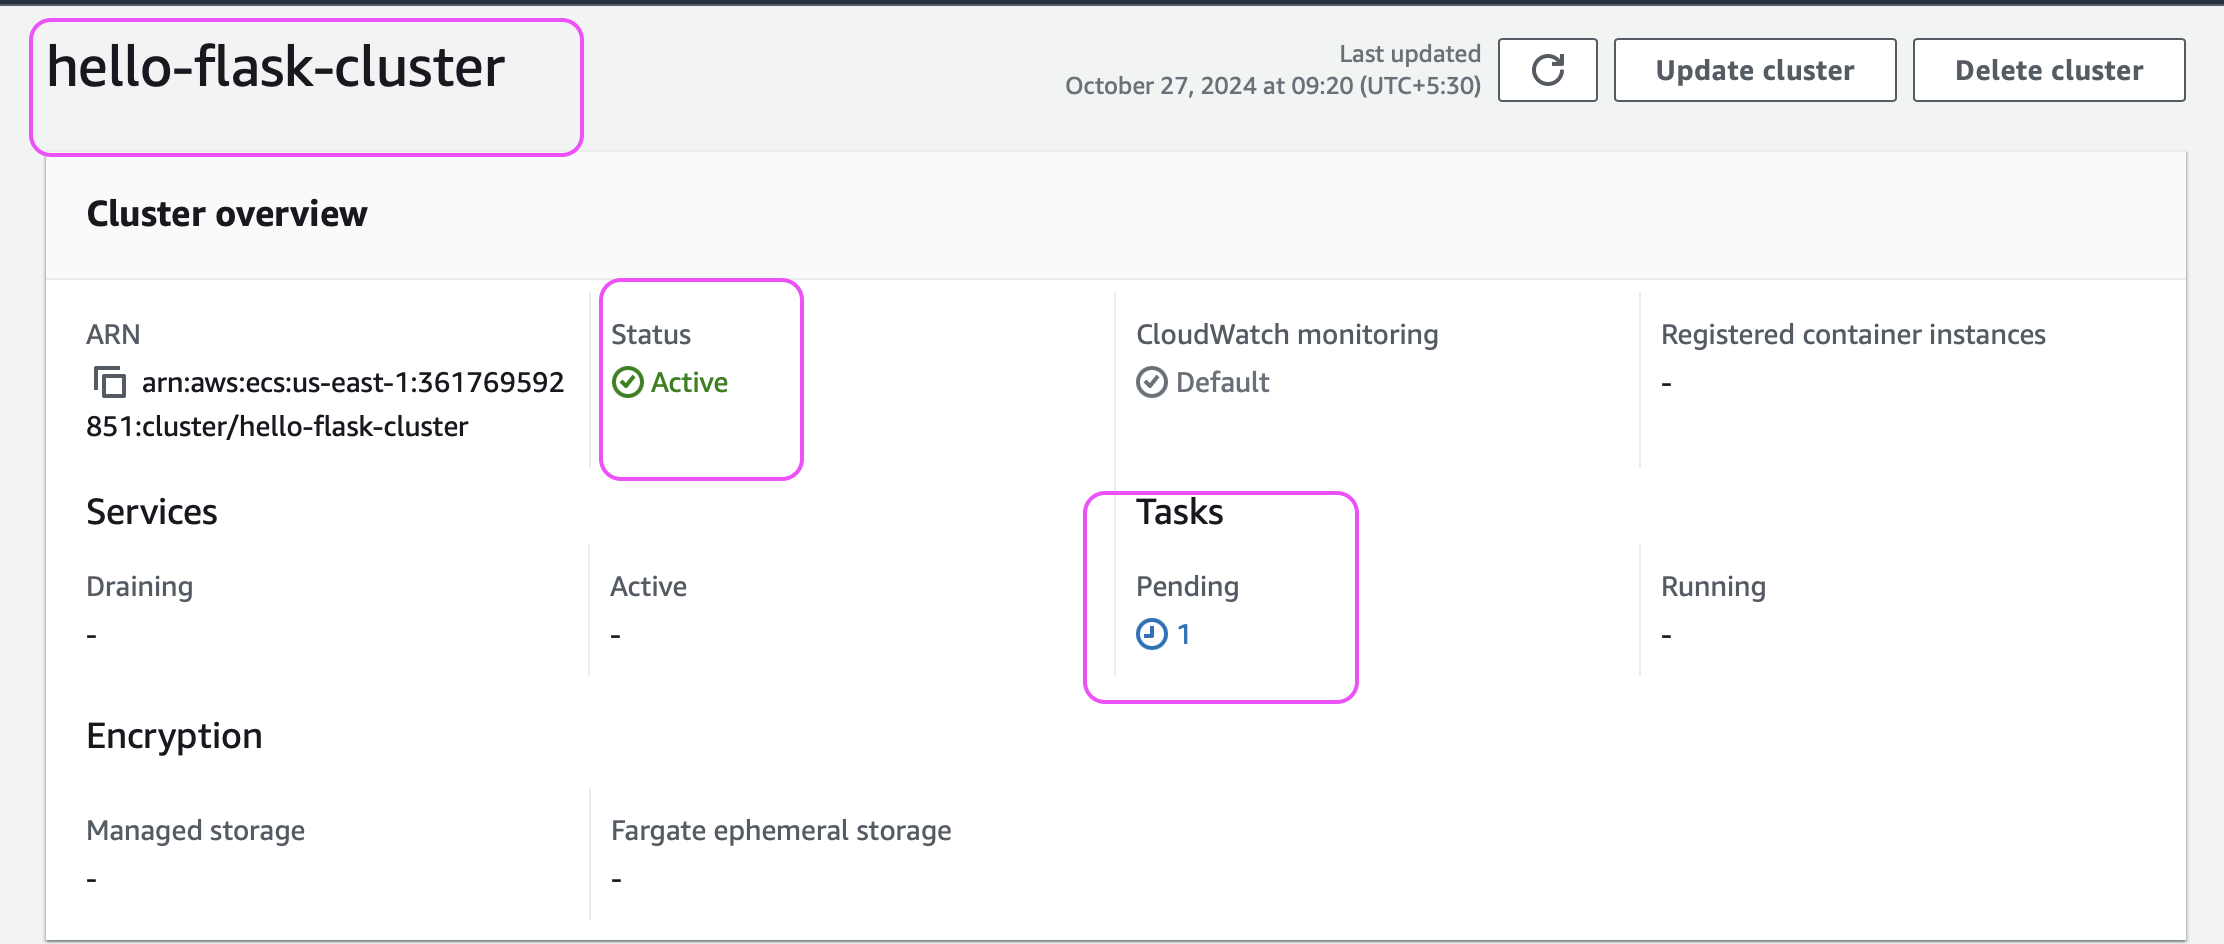 hello-flask-cluster
Last updated
October 27, 2024 at 09:20 (UTC+5:30)
Update cluster
Delete cluster
Cluster overview
ARN
arn:aws:ecs:us-east-1:361769592
851:cluster/hello-flask-cluster
Status
Active
CloudWatch monitoring
Default
Registered container instances
-
Services
Tasks
Draining
-
Active
-
Pending
1
Running
-
Encryption
Managed storage
-
Fargate ephemeral storage
-